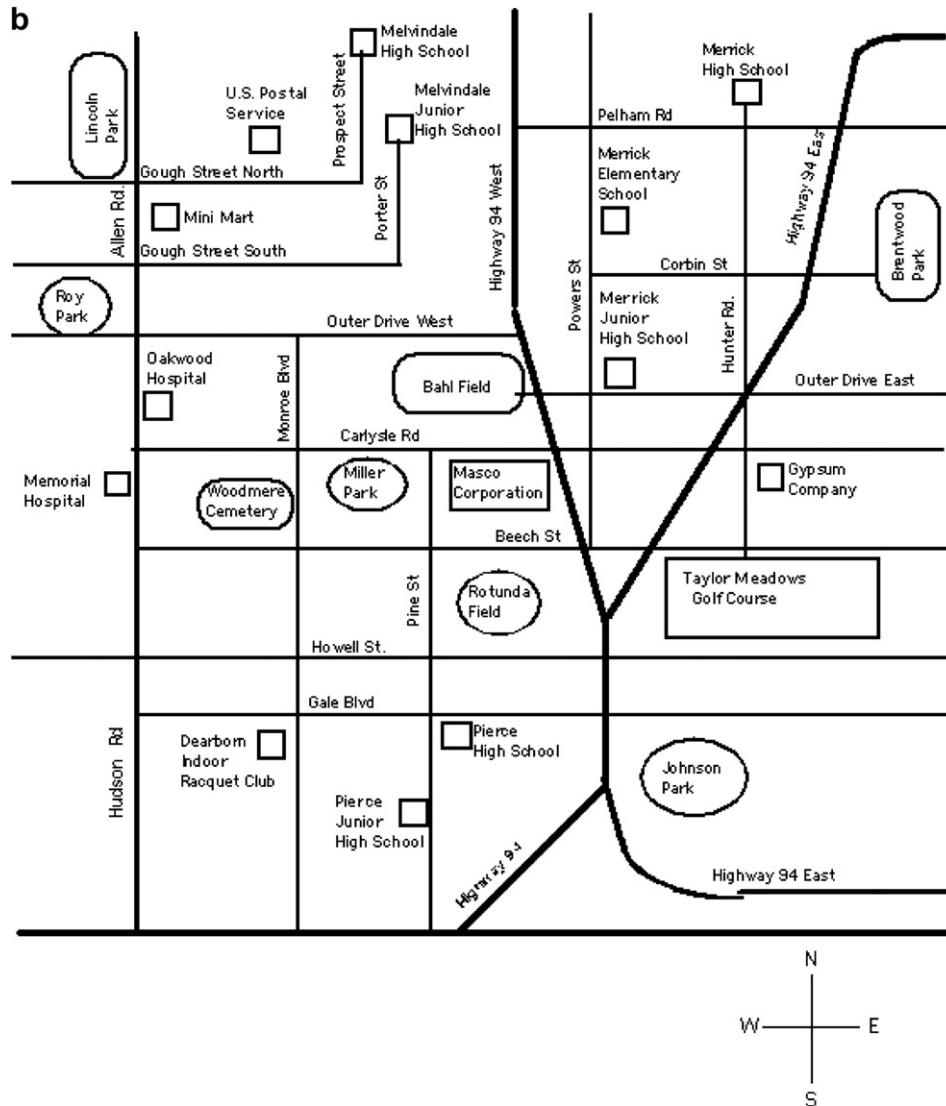 b
Melvindale
High School
Merrick
High School
Lincoln
Park
U.S. Postal
Service
Prospect Street
Melvindale
Junior
High School
Pelham Rd
Highway 94 East
Merrick
Elementary
School
Gough Street North
Allen Rd.
Mini Mart
Porter St
Highway 94 West
Brentwood
Park
Gough Street South
Corbin St
Powers St
Roy
Park
Merrick
Junior
High School
Hunter Rd.
Outer Drive West
Oakwood
Hospital
Monroe Blvd
Bahl Field
Outer Drive East
Carlysle Rd
Memorial
Hospital
Woodmere
Cemetery
Miller
Park
Masco
Corporation
Gypsum
Company
Beech St
Pine St
Rotunda
Field
Taylor Meadows
Golf Course
Howell St.
Gale Blvd
Hudson Rd
Dearborn
Indoor
Racquet Club
Pierce
High School
Johnson
Park
Pierce
Junior
High School
Highway 94
Highway 94 East
N
W
E
S